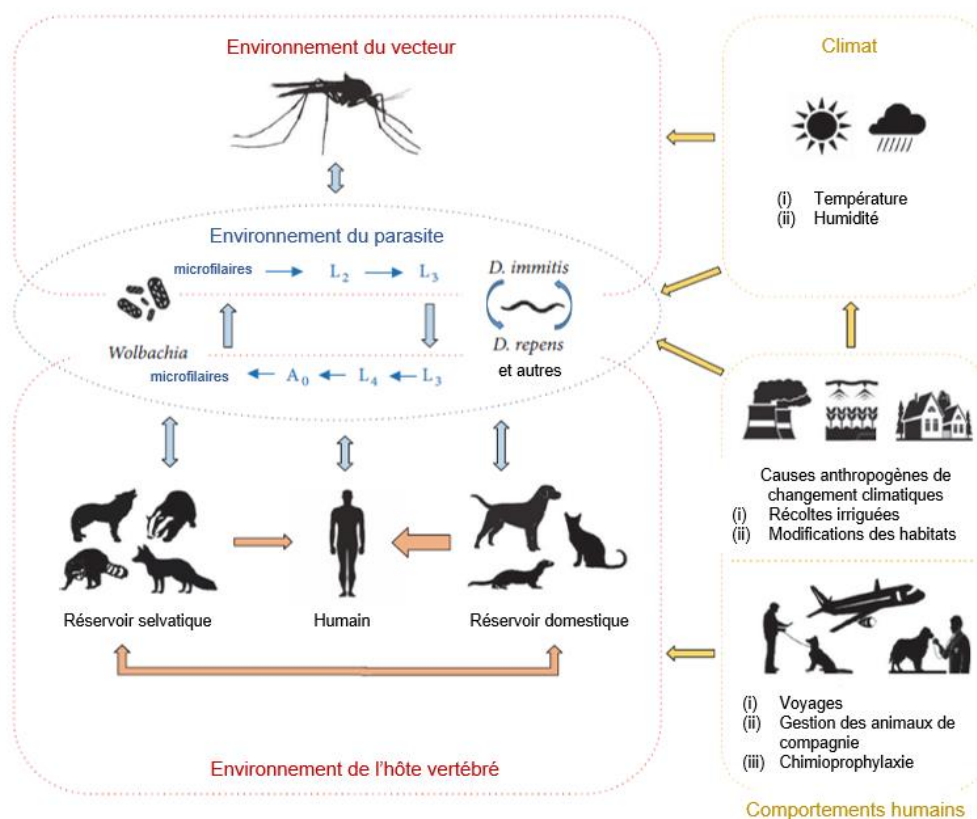 Environnement du vecteur
Climat
(i) Température
(ii) Humidité
Environnement du parasite
microfilaires → L2 → L3
D. immitis
Wolbachia
D. repens
et autres
microfilaires ← A0 ← L4 ← L3
Causes anthropogènes de
changement climatiques
(i) Récoltes irriguées
(ii) Modifications des habitats
Réservoir selvatique
Humain
Réservoir domestique
(i) Voyages
(ii) Gestion des animaux de
compagnie
(iii) Chimioprophylaxie
Environnement de l'hôte vertébré
Comportements humains